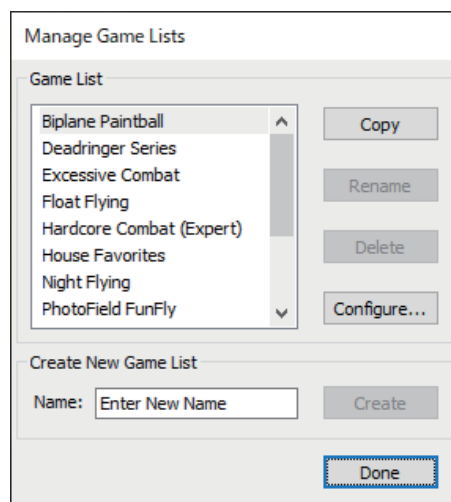 Manage Game Lists
Game List
Biplane Paintball
Deadringer Series
Excessive Combat
Float Flying
Hardcore Combat (Expert)
House Favorites
Night Flying
PhotoField FunFly
Copy
Rename
Delete
Configure...
Create New Game List
Name: Enter New Name
Create
Done